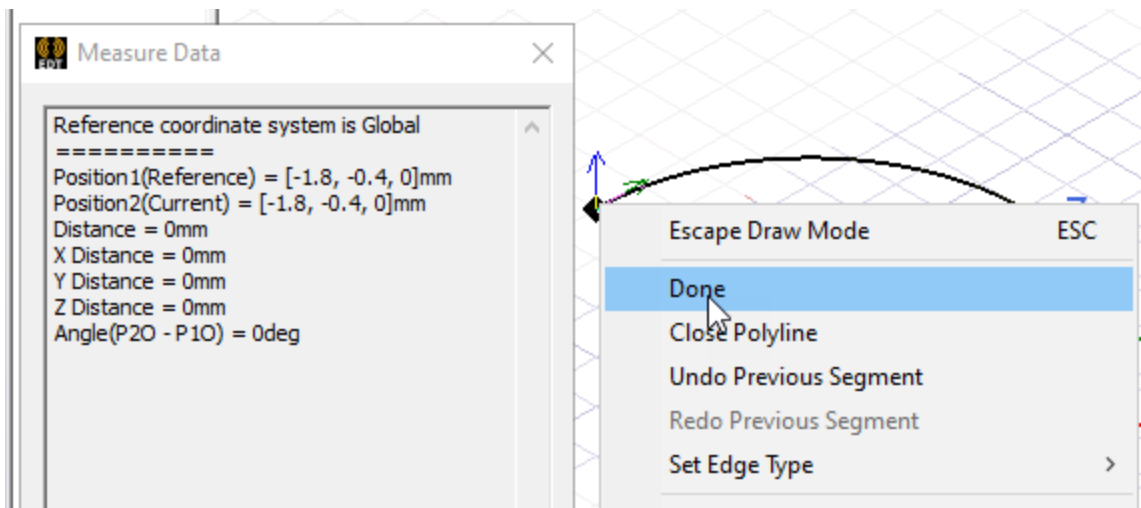 EDT
Measure Data
Reference coordinate system is Global
==========
Position1(Reference) = [-1.8, -0.4, 0]mm
Position2(Current) = [-1.8, -0.4, 0]mm
Distance = 0mm
X Distance = 0mm
Y Distance = 0mm
Z Distance = 0mm
Angle(P2O - P1O) = 0deg
Escape Draw Mode ESC
Done
Close Polyline
Undo Previous Segment
Redo Previous Segment
Set Edge Type